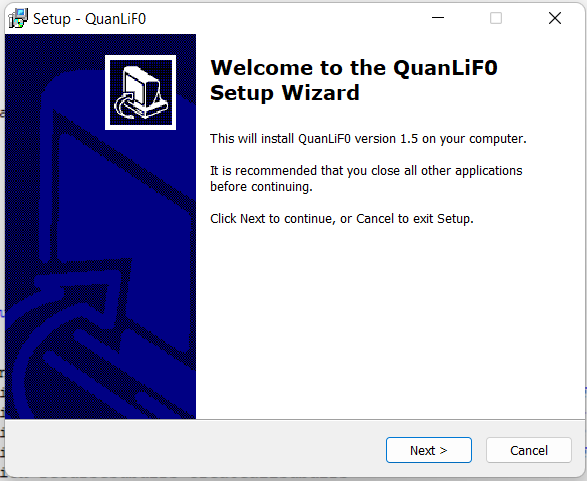 Setup - QuanLiF0
Welcome to the QuanLiF0
Setup Wizard
This will install QuanLiF0 version 1.5 on your computer.
It is recommended that you close all other applications
before continuing.
Click Next to continue, or Cancel to exit Setup.
Next >
Cancel